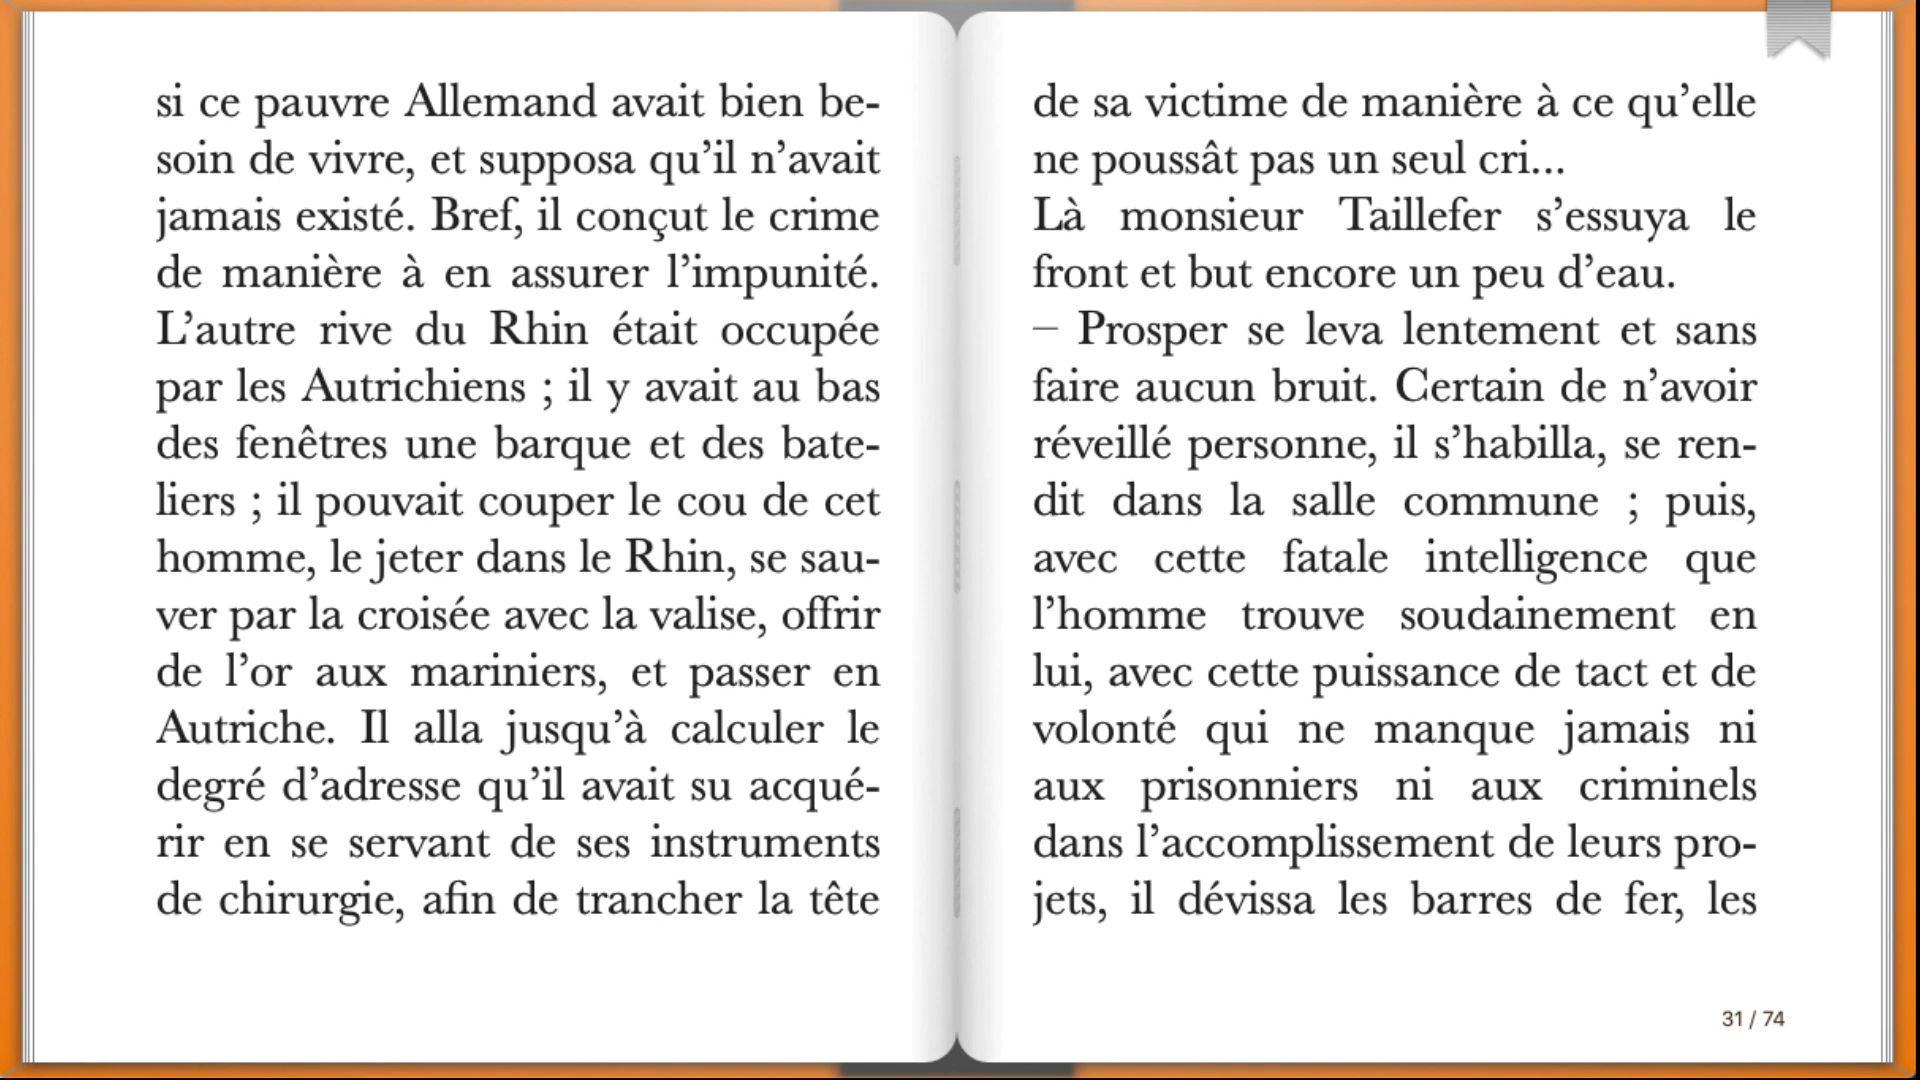 si ce pauvre Allemand avait bien be-
soin de vivre, et supposa qu’il n’avait
jamais existé. Bref, il conçut le crime
de manière à en assurer l’impunité.
L’autre rive du Rhin était occupée
par les Autrichiens ; il y avait au bas
des fenêtres une barque et des bate-
liers ; il pouvait couper le cou de cet
homme, le jeter dans le Rhin, se sau-
ver par la croisée avec la valise, offrir
de l’or aux mariniers, et passer en
Autriche. Il alla jusqu’à calculer le
degré d’adresse qu’il avait su acqué-
rir en se servant de ses instruments
de chirurgie, afin de trancher la tête
de sa victime de manière à ce qu’elle
ne poussât pas un seul cri...
Là monsieur Taillefer s’essuya le
front et but encore un peu d’eau.
– Prosper se leva lentement et sans
faire aucun bruit. Certain de n’avoir
réveillé personne, il s’habilla, se ren-
dit dans la salle commune ; puis,
avec cette fatale intelligence que
l’homme trouve soudainement en
lui, avec cette puissance de tact et de
volonté qui ne manque jamais ni
aux prisonniers ni aux criminels
dans l’accomplissement de leurs pro-
jets, il dévissa les barres de fer, les
31 / 74